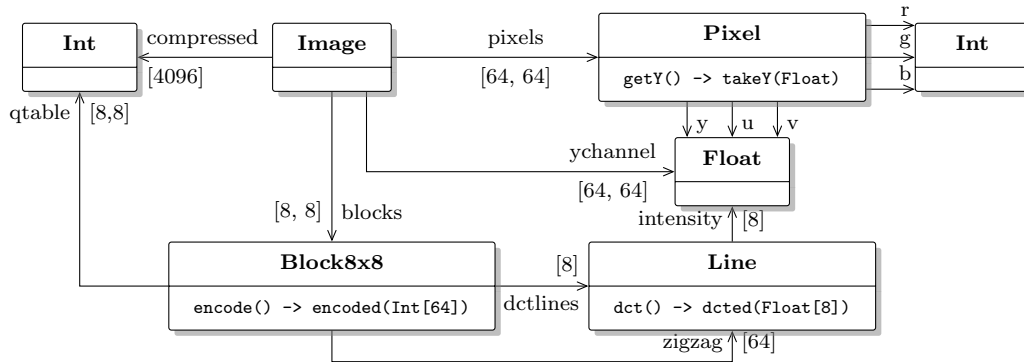 r
Int
compressed
Image
pixels
Pixel
g
Int
[4096]
[64, 64]
getY() -> takeY(Float)
b
qtable
[8,8]
y
u
v
ychannel
Float
[64, 64]
[8, 8]
blocks
intensity
[8]
Block8x8
[8]
Line
encode() -> encoded(Int[64])
dctlines
dct() -> dcted(Float[8])
zigzag
[64]